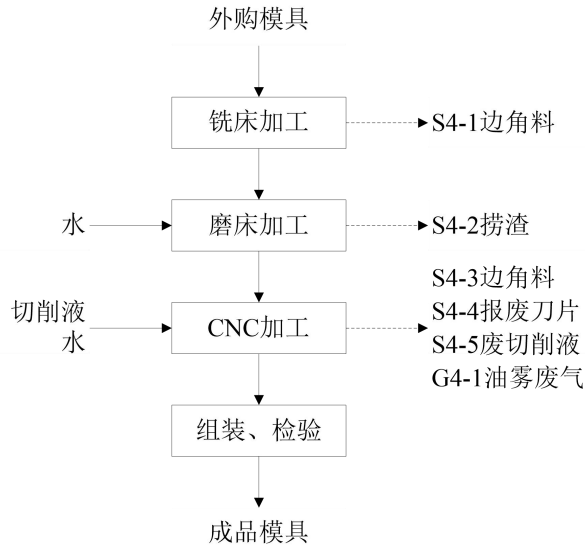 外购模具
铣床加工
S4-1边角料
水
磨床加工
S4-2捞渣
切削液
水
CNC加工
S4-3边角料
S4-4报废刀片
S4-5废切削液
G4-1油雾废气
组装、检验
成品模具